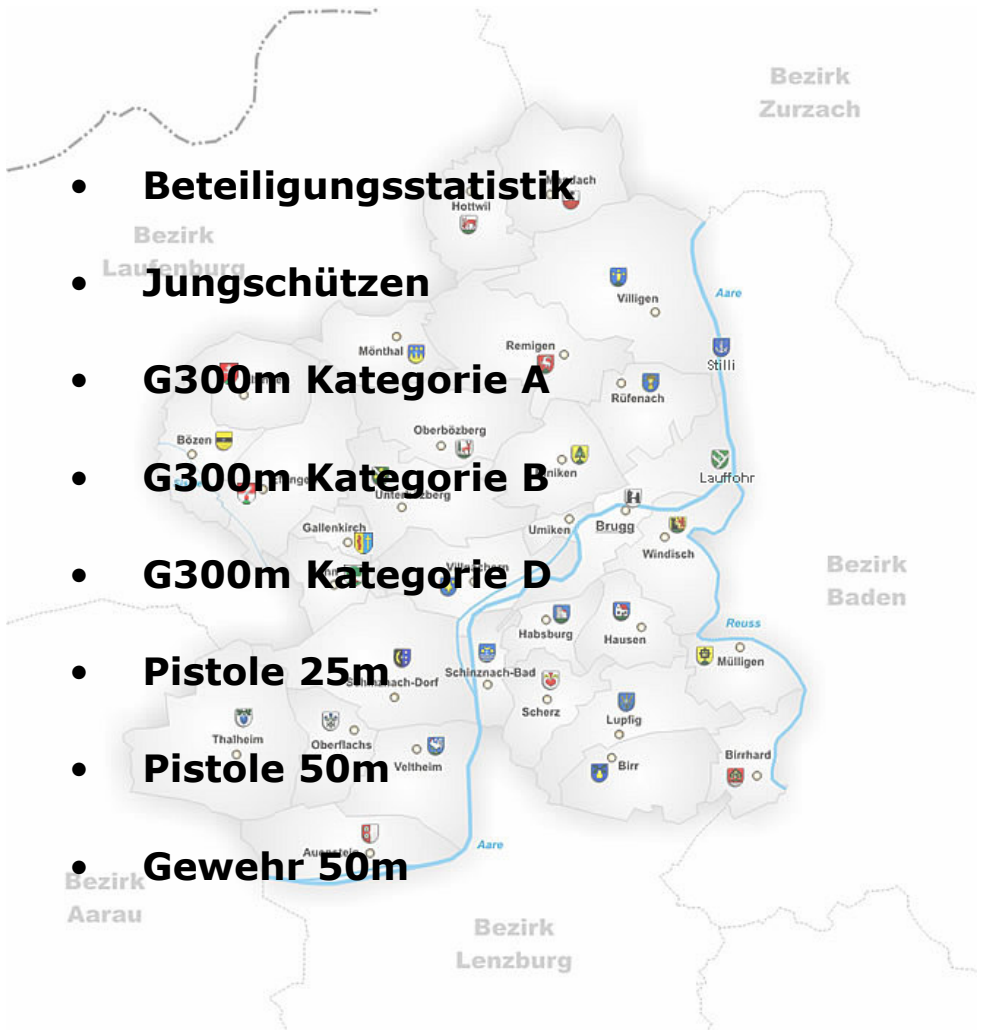 Bezirk
Zurzach
• Beteiligungsstatistik
Hottwil
Bezirk
Laufenburg
• Jungschützen
Villigen
Aare
Mönthal
Remigen
Stilli
• G300m Kategorie A
Rüfenach
Oberbözberg
Bözen
• G300m Kategorie B
Lauffohr
Gallenkirch
Umiken
Brugg
Windisch
• G300m Kategorie D
Bezirk
Baden
Habsburg
Hausen
Reuss
Mülligen
• Pistole 25m
Schinznach-Dorf
Schinznach-Bad
Scherz
Lupfig
Thalheim
Oberflachs
• Pistole 50m
Veltheim
Birr
Birrhard
Auenstein
Aare
• Gewehr 50m
Bezirk
Aarau
Bezirk
Lenzburg